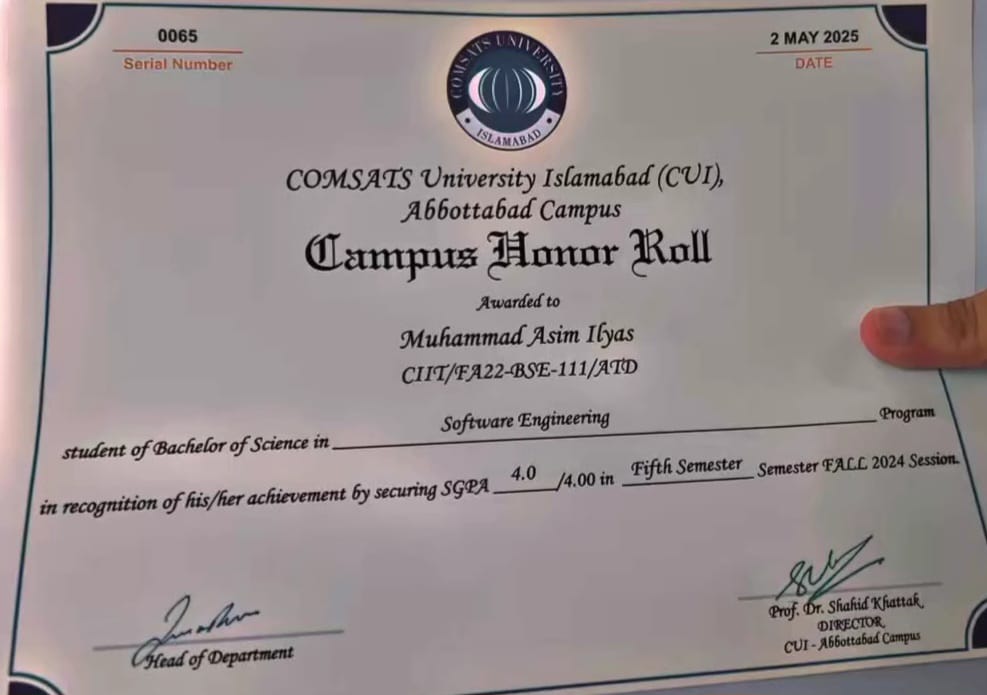 0065
Serial Number
2 MAY 2025
DATE
COMSATS UNIVERSITY
ISLAMABAD
COMSATS University Islamabad (CUI),
Abbottabad Campus
Campus Honor Roll
Awarded to
Muhammad Asim Ilyas
CIIT/FA22-BSE-111/ATD
student of Bachelor of Science in Software Engineering Program
in recognition of his/her achievement by securing SGPA 4.0 /4.00 in Fifth Semester Semester FALL 2024 Session.
Head of Department
Prof. Dr. Shahid Khattak,
DIRECTOR,
CUI - Abbottabad Campus